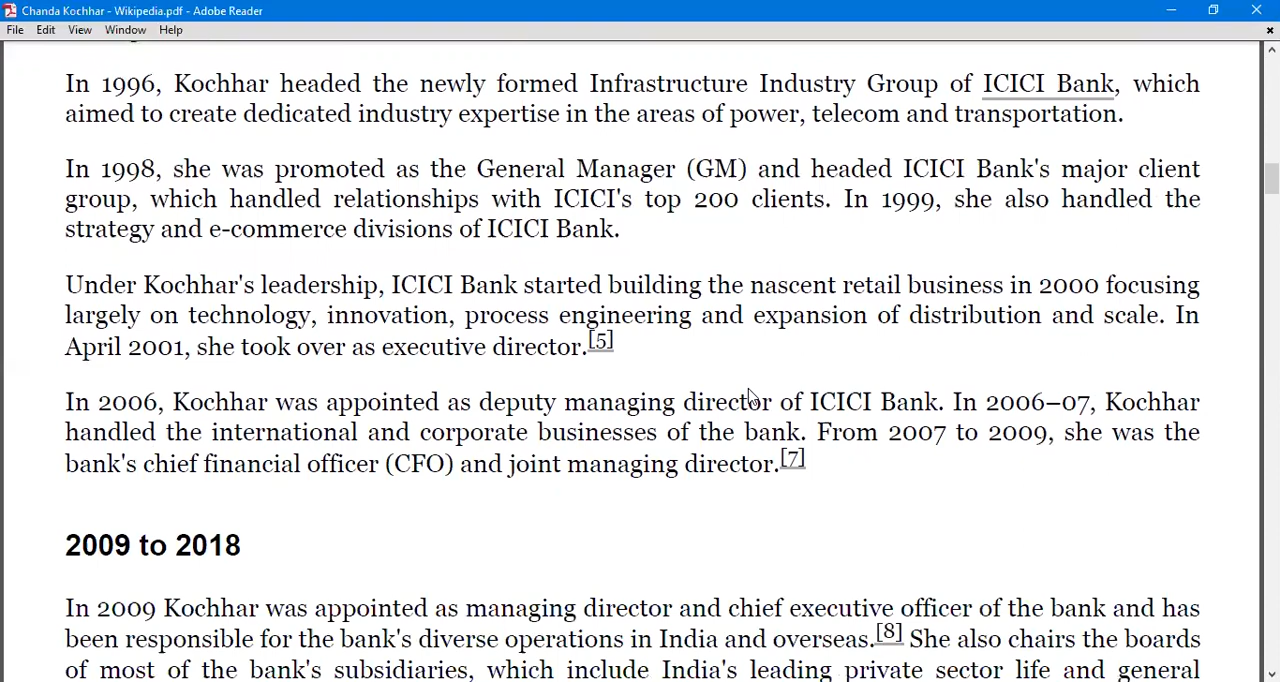 Chanda Kochhar - Wikipedia.pdf - Adobe Reader
File Edit View Window Help
In 1996, Kochhar headed the newly formed Infrastructure Industry Group of ICICI Bank, which
aimed to create dedicated industry expertise in the areas of power, telecom and transportation.
In 1998, she was promoted as the General Manager (GM) and headed ICICI Bank's major client
group, which handled relationships with ICICI's top 200 clients. In 1999, she also handled the
strategy and e-commerce divisions of ICICI Bank.
Under Kochhar's leadership, ICICI Bank started building the nascent retail business in 2000 focusing
largely on technology, innovation, process engineering and expansion of distribution and scale. In
April 2001, she took over as executive director.[5]
In 2006, Kochhar was appointed as deputy managing director of ICICI Bank. In 2006–07, Kochhar
handled the international and corporate businesses of the bank. From 2007 to 2009, she was the
bank's chief financial officer (CFO) and joint managing director.[7]
2009 to 2018
In 2009 Kochhar was appointed as managing director and chief executive officer of the bank and has
been responsible for the bank's diverse operations in India and overseas.[8] She also chairs the boards
of most of the bank's subsidiaries, which include India's leading private sector life and general